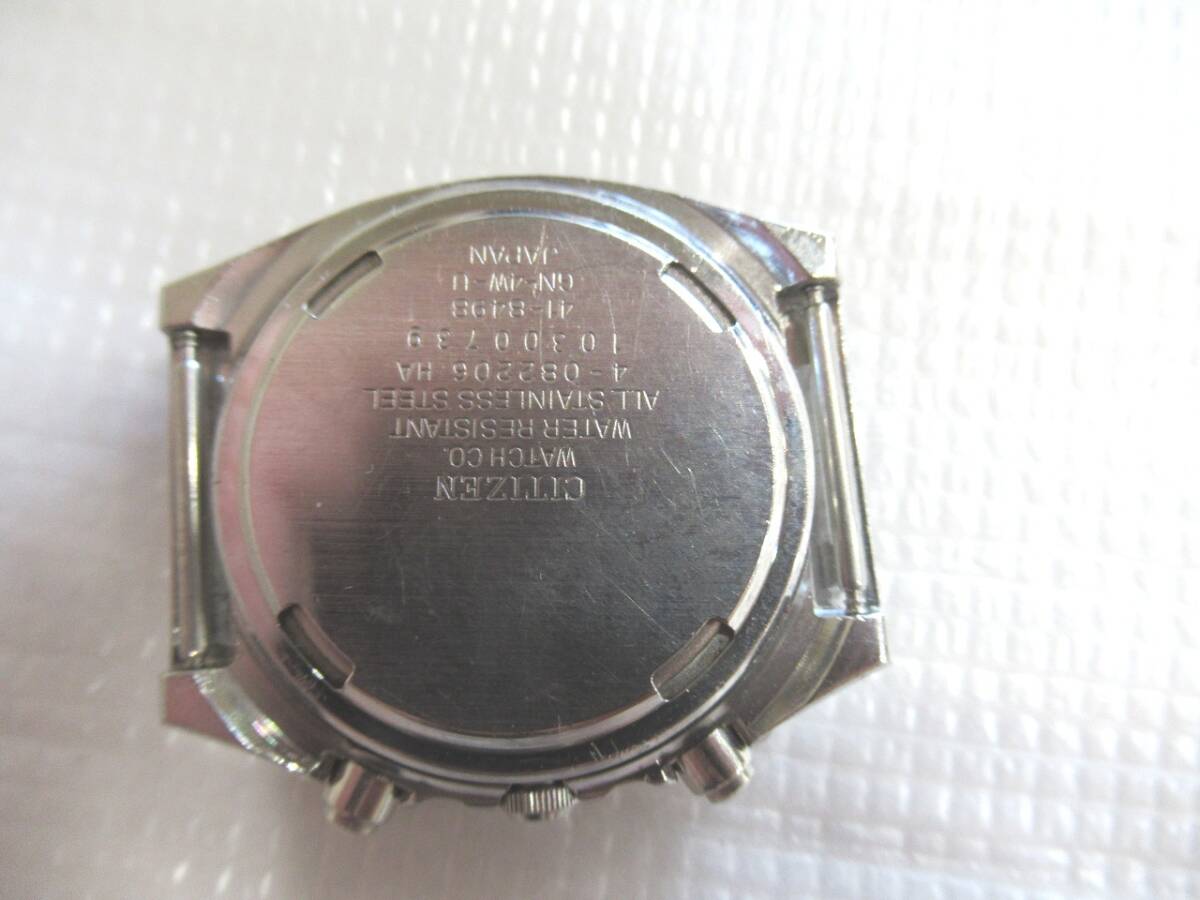 CITIZEN
WATCH CO.
WATER RESISTANT
ALL STAINLESS STEEL
4-082206 HA
10300739
41-8498
GN-4W-U
JAPAN